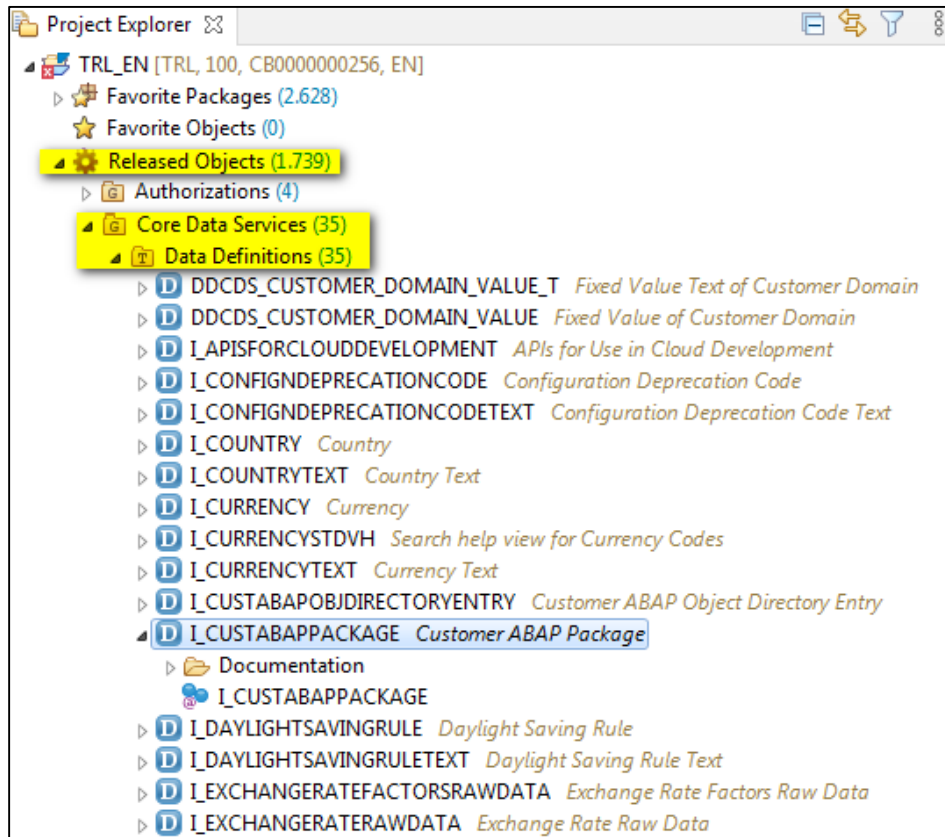 Project Explorer
TRL_EN [TRL, 100, CB0000000256, EN]
Favorite Packages (2.628)
Favorite Objects (0)
Released Objects (1.739)
G Authorizations (4)
G Core Data Services (35)
T Data Definitions (35)
D DDCDS_CUSTOMER_DOMAIN_VALUE_T Fixed Value Text of Customer Domain
D DDCDS_CUSTOMER_DOMAIN_VALUE Fixed Value of Customer Domain
D I_APISFORCLOUDDEVELOPMENT APIs for Use in Cloud Development
D I_CONFIGNDEPRECATIONCODE Configuration Deprecation Code
D I_CONFIGNDEPRECATIONCODETEXT Configuration Deprecation Code Text
D I_COUNTRY Country
D I_COUNTRYTEXT Country Text
D I_CURRENCY Currency
D I_CURRENCYSTDVH Search help view for Currency Codes
D I_CURRENCYTEXT Currency Text
D I_CUSTABAPOBJDIRECTORYENTRY Customer ABAP Object Directory Entry
D I_CUSTABAPPACKAGE Customer ABAP Package
Documentation
I_CUSTABAPPACKAGE
D I_DAYLIGHTSAVINGRULE Daylight Saving Rule
D I_DAYLIGHTSAVINGRULETEXT Daylight Saving Rule Text
D I_EXCHANGERATEFACTORSRAWDATA Exchange Rate Factors Raw Data
D I_EXCHANGERATERAWDATA Exchange Rate Raw Data